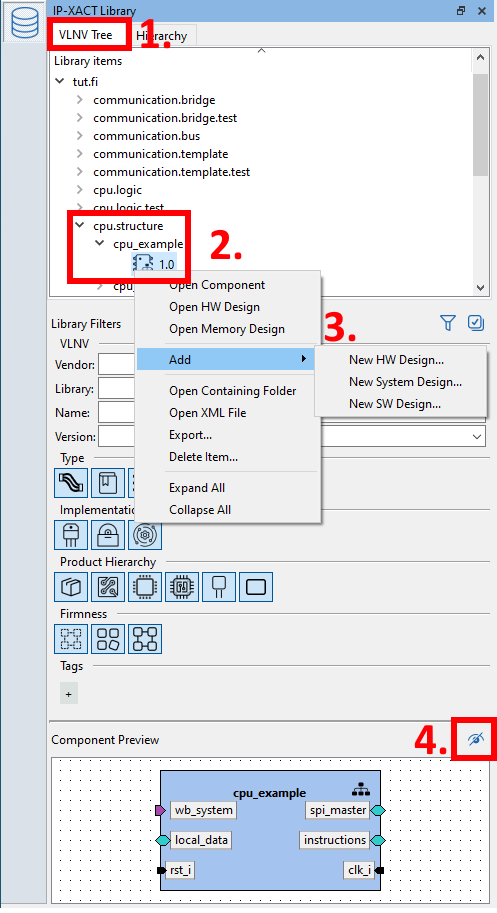 IP-XACT Library
VLNV Tree
1.
Hierarchy
Library items
tut.fi
communication.bridge
communication.bridge.test
communication.bus
communication.template
communication.template.test
cpu.logic
cpu.logic.test
cpu.structure
cpu_example
2.
1.0
cpu
Open Component
Open HW Design
Open Memory Design
3.
Add
New HW Design...
New System Design...
New SW Design...
Open Containing Folder
Open XML File
Export...
Delete Item...
Expand All
Collapse All
Library Filters
VLNV
Vendor:
Library:
Name:
Version:
Type
Implementatio
Product Hierarchy
Firmness
Tags
+
4.
Component Preview
cpu_example
wb_system
spi_master
local_data
instructions
rst_i
clk_i